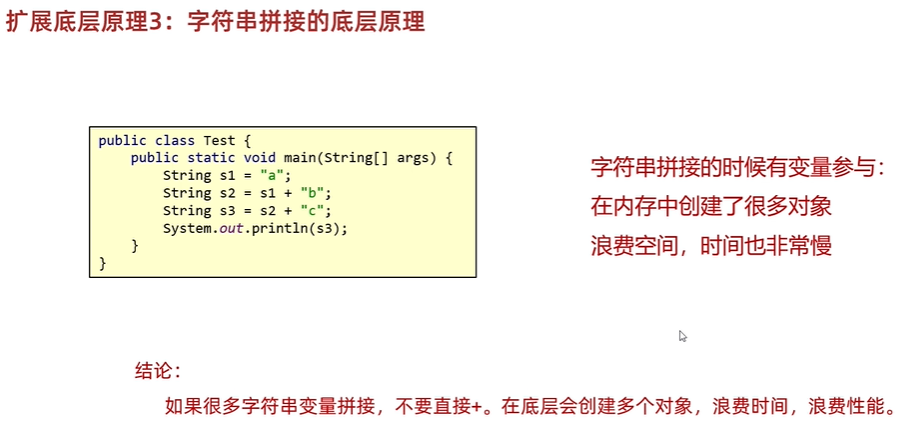 扩展底层原理3：字符串拼接的底层原理
public class Test {
    public static void main(String[] args) {
        String s1 = "a";
        String s2 = s1 + "b";
        String s3 = s2 + "c";
        System.out.println(s3);
    }
}
字符串拼接的时候有变量参与：
在内存中创建了很多对象
浪费空间，时间也非常慢
结论：
如果很多字符串变量拼接，不要直接+。在底层会创建多个对象，浪费时间，浪费性能。